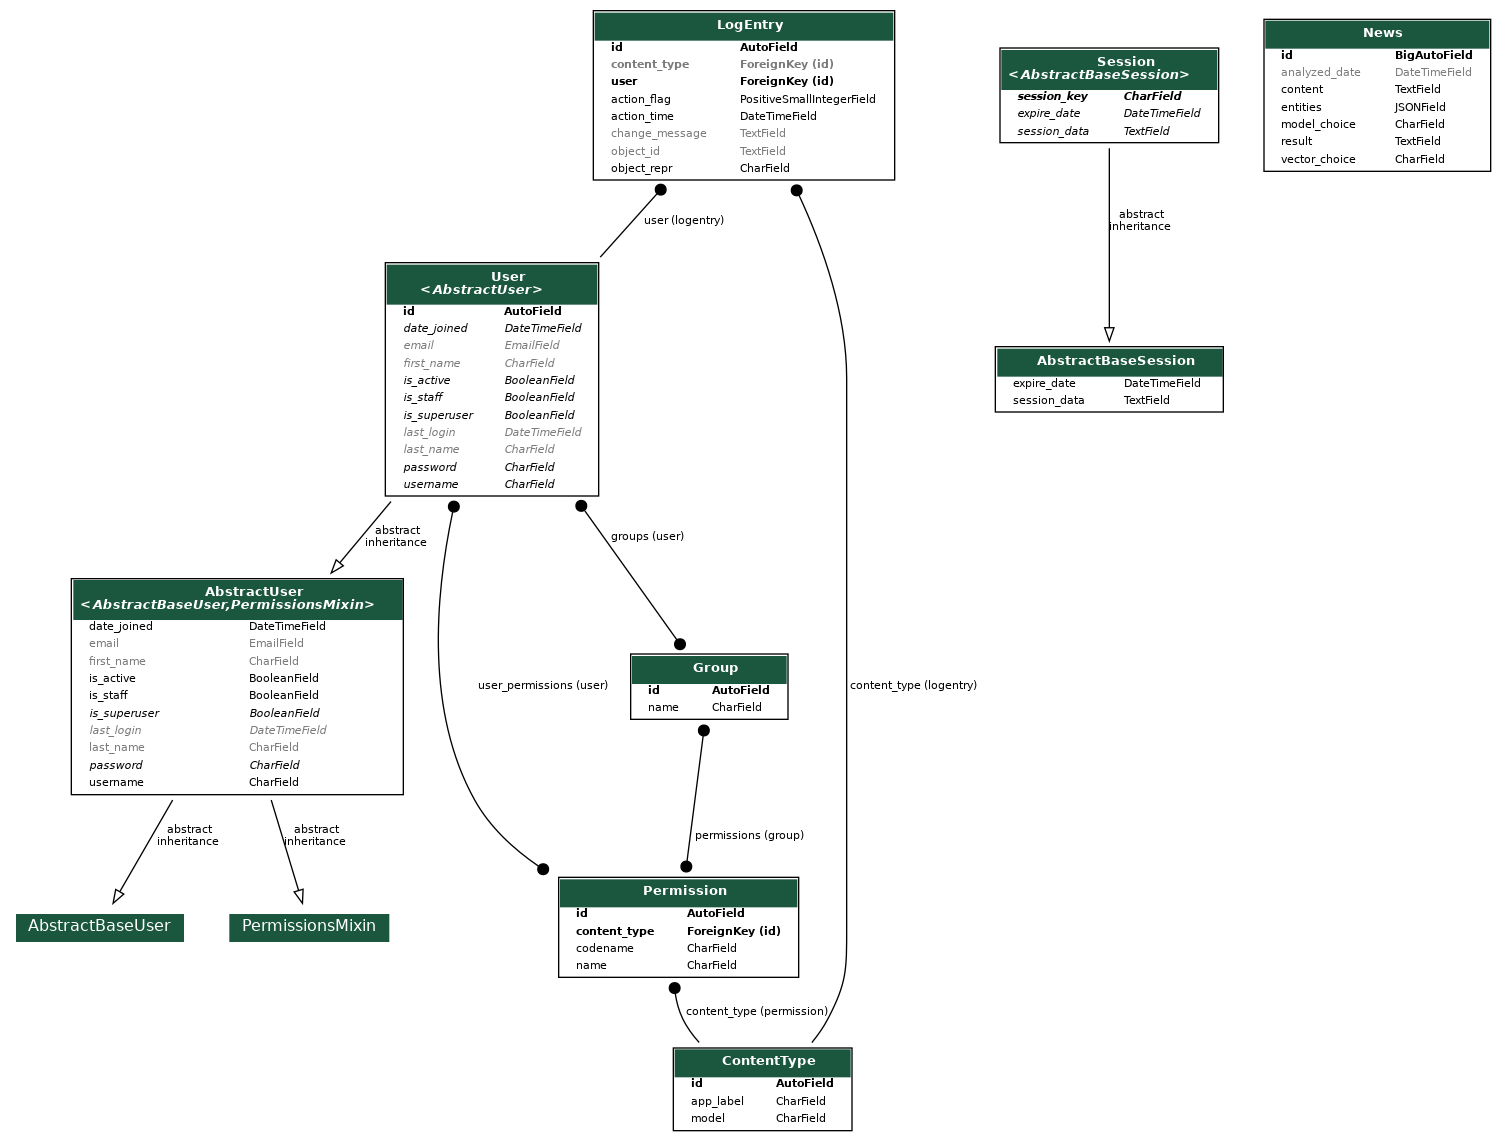 LogEntry
id AutoField
content_type ForeignKey (id)
user ForeignKey (id)
action_flag PositiveSmallIntegerField
action_time DateTimeField
change_message TextField
object_id TextField
object_repr CharField
Session
<AbstractBaseSession>
session_key CharField
expire_date DateTimeField
session_data TextField
News
id BigAutoField
analyzed_date DateTimeField
content TextField
entities JSONField
model_choice CharField
result TextField
vector_choice CharField
user (logentry)
abstract
inheritance
User
<AbstractUser>
id AutoField
date_joined DateTimeField
email EmailField
first_name CharField
is_active BooleanField
is_staff BooleanField
is_superuser BooleanField
last_login DateTimeField
last_name CharField
password CharField
username CharField
AbstractBaseSession
expire_date DateTimeField
session_data TextField
abstract
inheritance
groups (user)
AbstractUser
<AbstractBaseUser,PermissionsMixin>
date_joined DateTimeField
email EmailField
first_name CharField
is_active BooleanField
is_staff BooleanField
is_superuser BooleanField
last_login DateTimeField
last_name CharField
password CharField
username CharField
user_permissions (user)
Group
id AutoField
name CharField
content_type (logentry)
abstract
inheritance
abstract
inheritance
permissions (group)
AbstractBaseUser
PermissionsMixin
Permission
id AutoField
content_type ForeignKey (id)
codename CharField
name CharField
content_type (permission)
ContentType
id AutoField
app_label CharField
model CharField